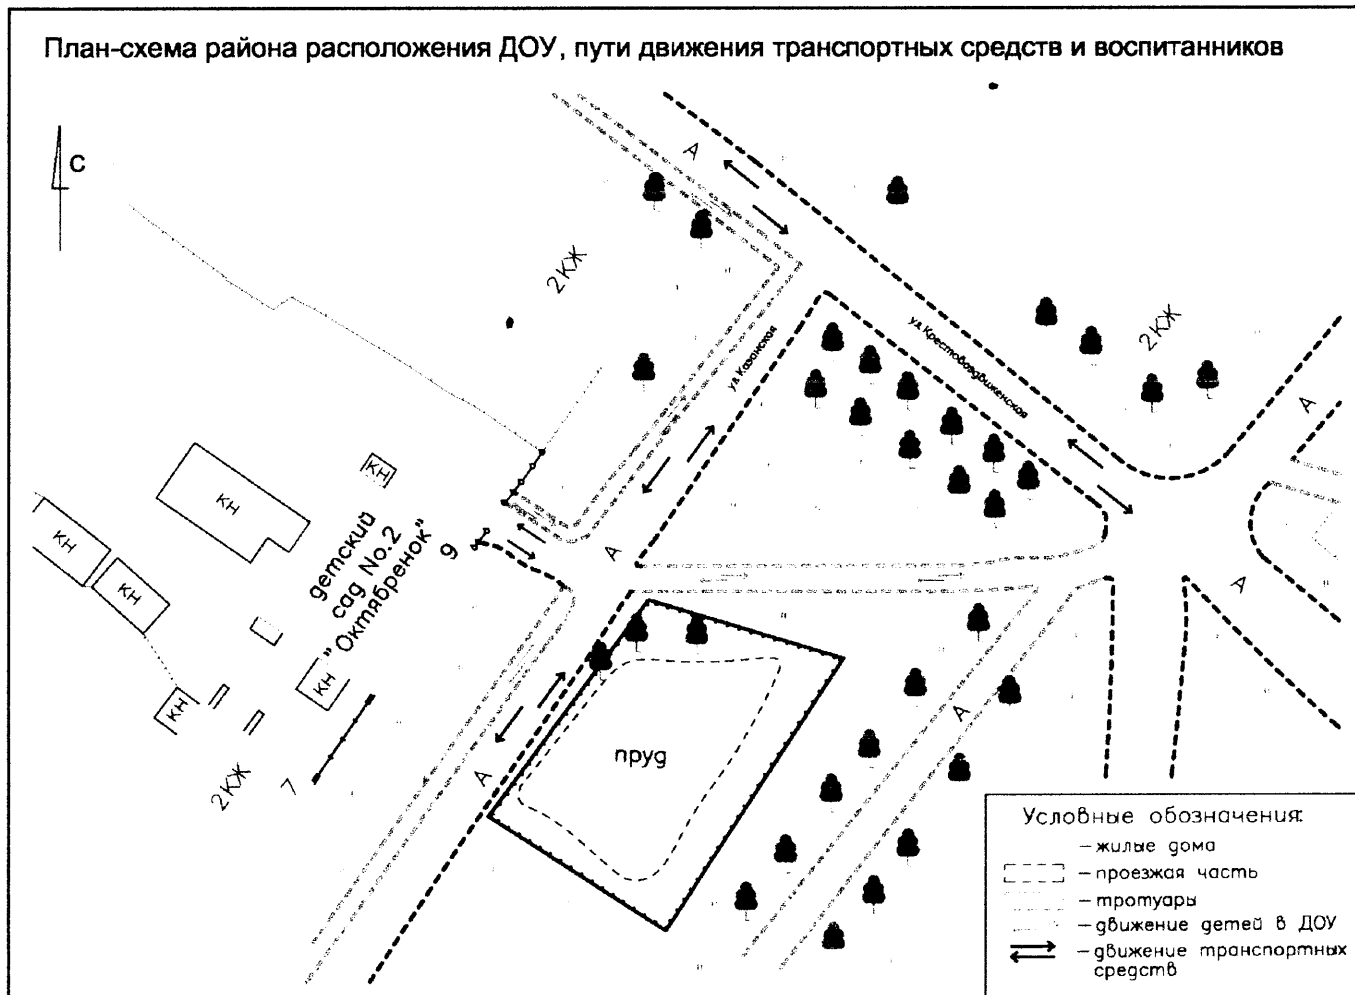 План-схема района расположения ДОУ, пути движения транспортных средств и воспитанников
С
А
2КЖ
ул. Казанская
ул. Крестовоздвиженская
2КЖ
А
КН
КН
КН
КН
детский
сад No.2
"Октябренок"
9
А
А
КН
КН
2КЖ
7
А
пруд
А
Условные обозначения:
– жилые дома
– проезжая часть
– тротуары
– движение детей в ДОУ
– движение транспортных
средств